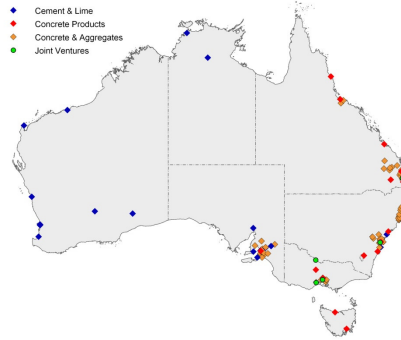 Cement & Lime
Concrete Products
Concrete & Aggregates
Joint Ventures